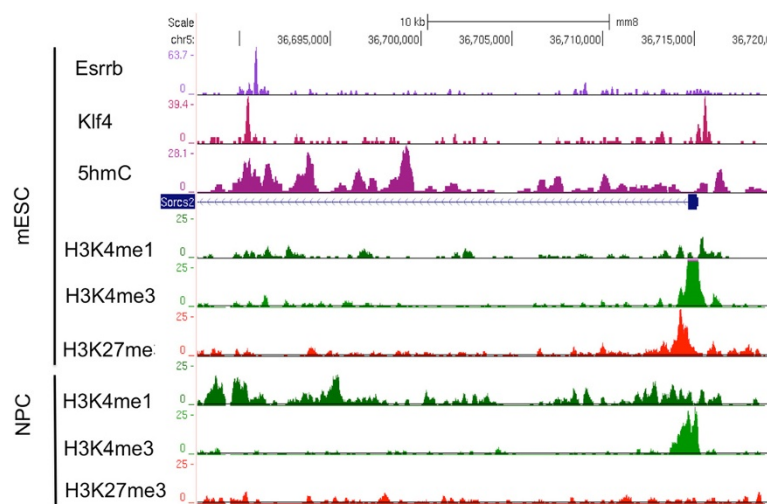 Scale 10 kb mm8
chr5: 36,695,000 36,700,000 36,705,000 36,710,000 36,715,000 36,720,0
mESC
Esrrb 63.7 0
Klf4 39.4 0
5hmC 28.1 0
Sorcs2
H3K4me1 25 0
H3K4me3 25 0
H3K27me 25 0
NPC
H3K4me1 25 0
H3K4me3 25 0
H3K27me3 25 0